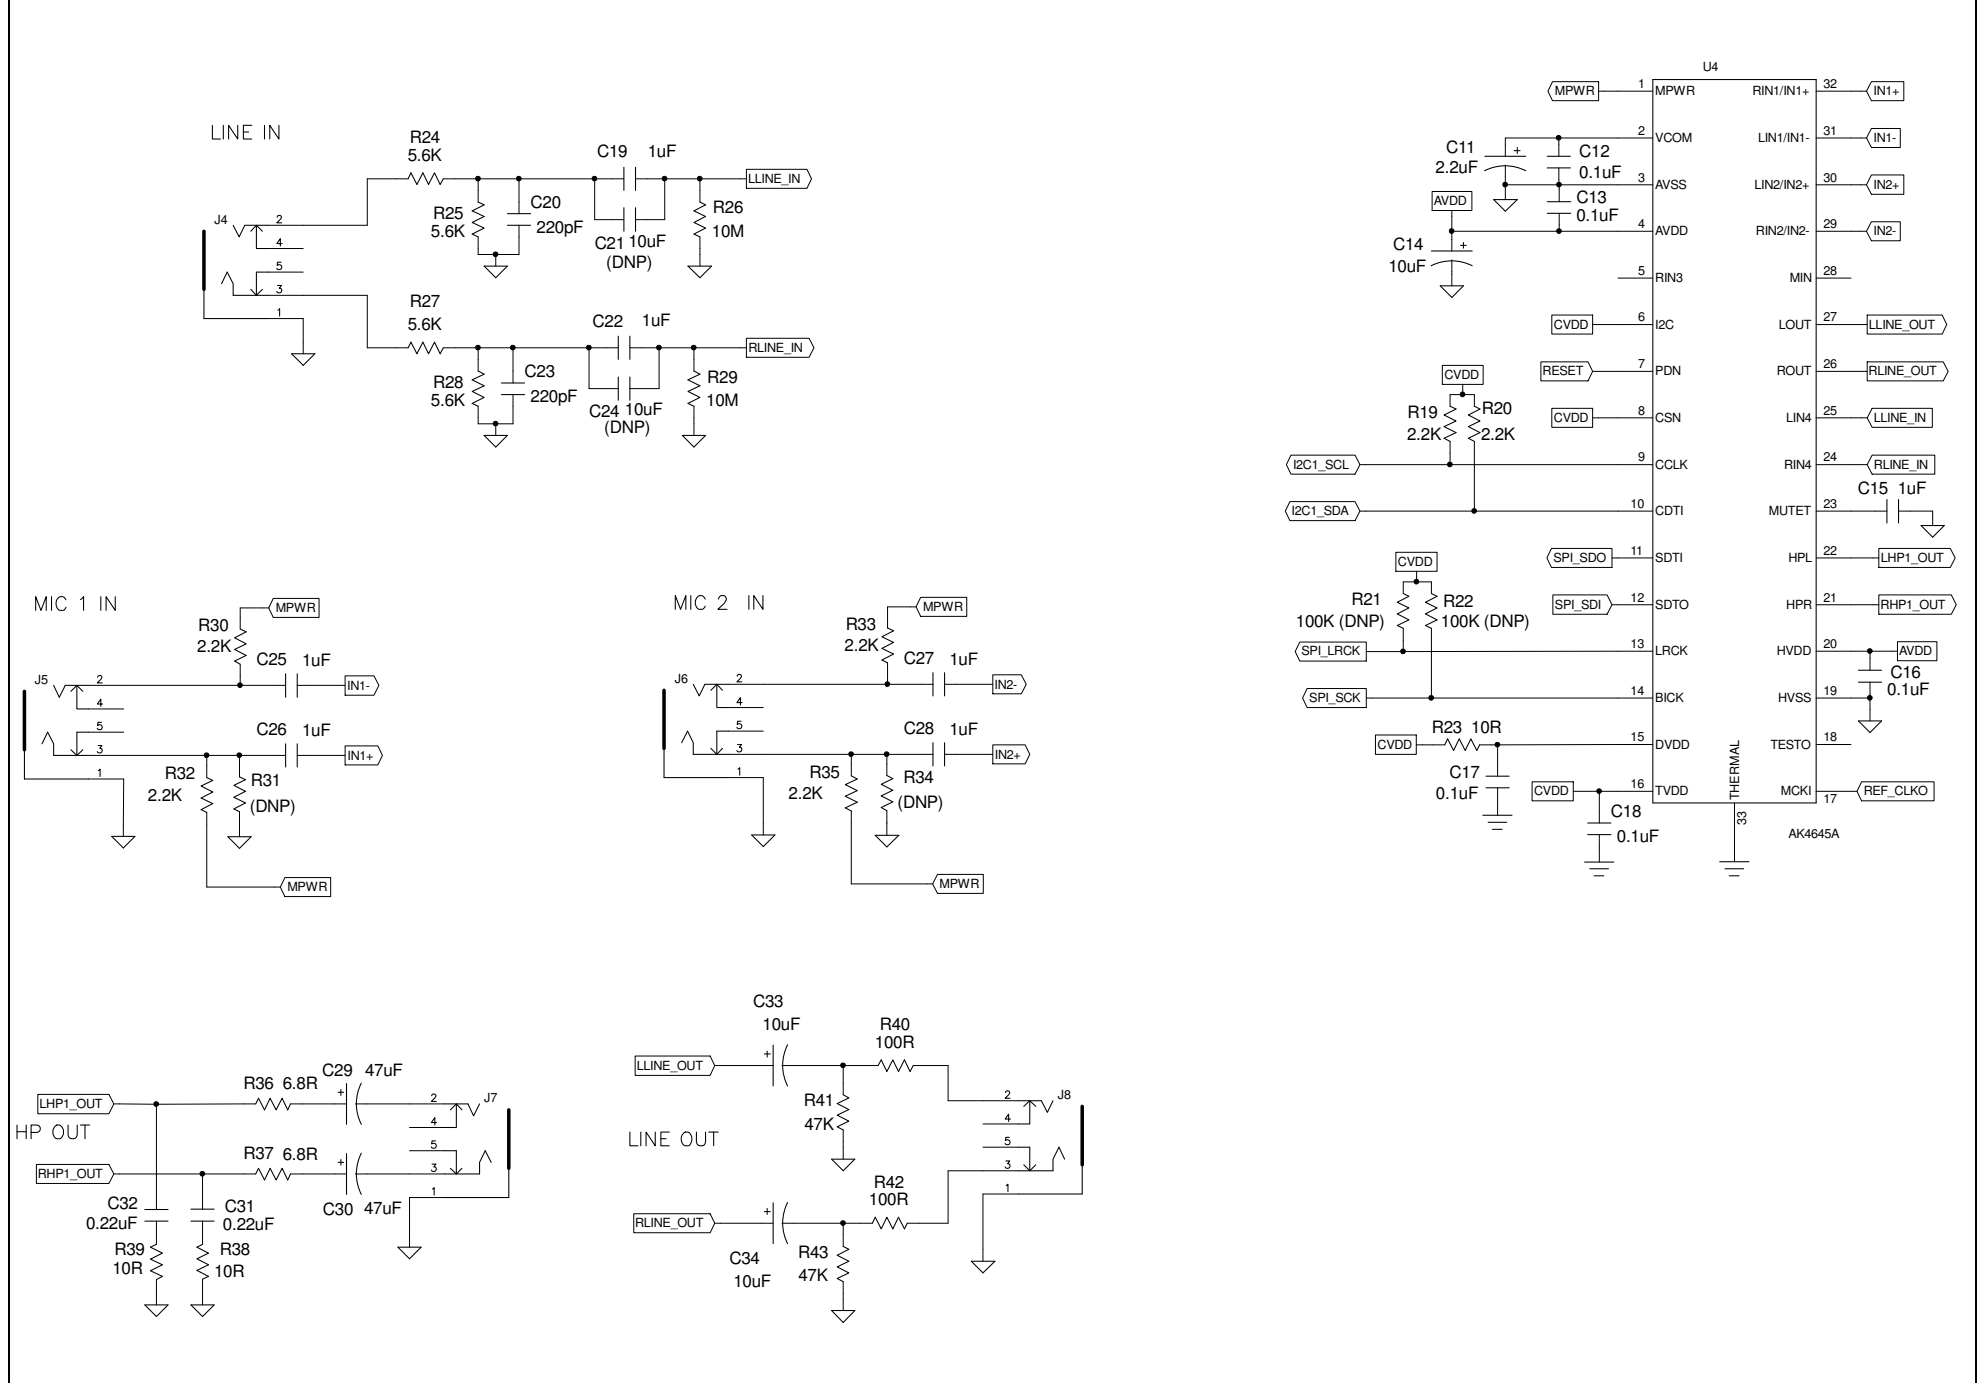 LINE IN
R24
5.6K
C19 1uF
LLINE_IN
J4
2
4
5
3
1
R25
5.6K
C20
220pF
C21 10uF
(DNP)
R26
10M
R27
5.6K
C22 1uF
RLINE_IN
R28
5.6K
C23
220pF
C24 10uF
(DNP)
R29
10M
MIC 1 IN
MPWR
R30
2.2K
C25 1uF
IN1-
J5
2
4
5
3
1
C26 1uF
IN1+
R32
2.2K
R31
(DNP)
MPWR
MIC 2 IN
MPWR
R33
2.2K
C27 1uF
IN2-
J6
2
4
5
3
1
C28 1uF
IN2+
R35
2.2K
R34
(DNP)
MPWR
HP OUT
LHP1_OUT
R36 6.8R
C29 47uF
+
J7
2
4
5
3
1
RHP1_OUT
R37 6.8R
+
C30 47uF
C32
0.22uF
C31
0.22uF
R39
10R
R38
10R
LINE OUT
C33
10uF
+
LLINE_OUT
R40
100R
R41
47K
J8
2
4
5
3
1
R42
100R
RLINE_OUT
+
C34
10uF
R43
47K
U4
MPWR
1
MPWR
2
VCOM
C11
2.2uF
+
C12
0.1uF
3
AVSS
C13
0.1uF
AVDD
4
AVDD
C14
10uF
+
5
RIN3
CVDD
6
I2C
RESET
7
PDN
CVDD
8
CSN
CVDD
R19
2.2K
R20
2.2K
I2C1_SCL
9
CCLK
I2C1_SDA
10
CDTI
SPI_SDO
11
SDTI
SPI_SDI
12
SDTO
CVDD
R21
100K (DNP)
R22
100K (DNP)
SPI_LRCK
13
LRCK
SPI_SCK
14
BICK
CVDD
R23 10R
15
DVDD
C17
0.1uF
CVDD
16
TVDD
C18
0.1uF
THERMAL
33
RIN1/IN1+
32
IN1+
LIN1/IN1-
31
IN1-
LIN2/IN2+
30
IN2+
RIN2/IN2-
29
IN2-
MIN
28
LOUT
27
LLINE_OUT
ROUT
26
RLINE_OUT
LIN4
25
LLINE_IN
RIN4
24
RLINE_IN
C15 1uF
MUTET
23
HPL
22
LHP1_OUT
HPR
21
RHP1_OUT
HVDD
20
AVDD
C16
0.1uF
HVSS
19
TESTO
18
MCKI
17
REF_CLKO
AK4645A